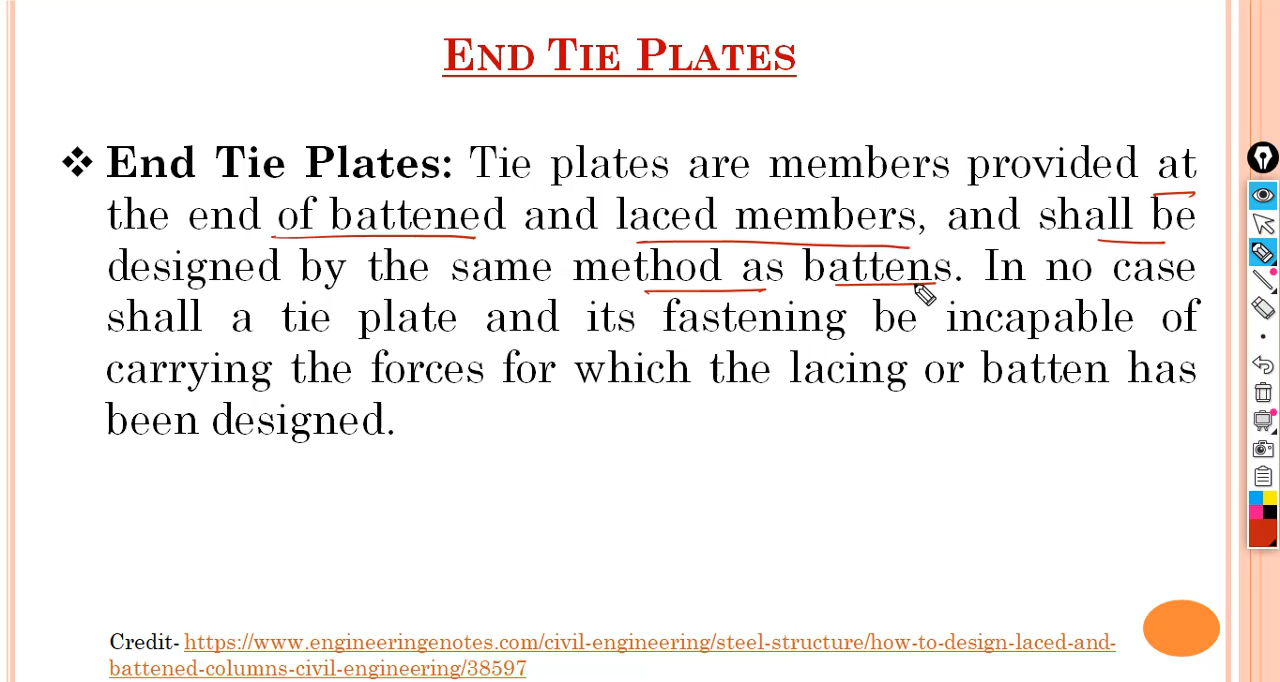 END TIE PLATES
❖ End Tie Plates: Tie plates are members provided at
the end of battened and laced members, and shall be
designed by the same method as battens. In no case
shall a tie plate and its fastening be incapable of
carrying the forces for which the lacing or batten has
been designed.
Credit- https://www.engineeringenotes.com/civil-engineering/steel-structure/how-to-design-laced-and-
battened-columns-civil-engineering/38597